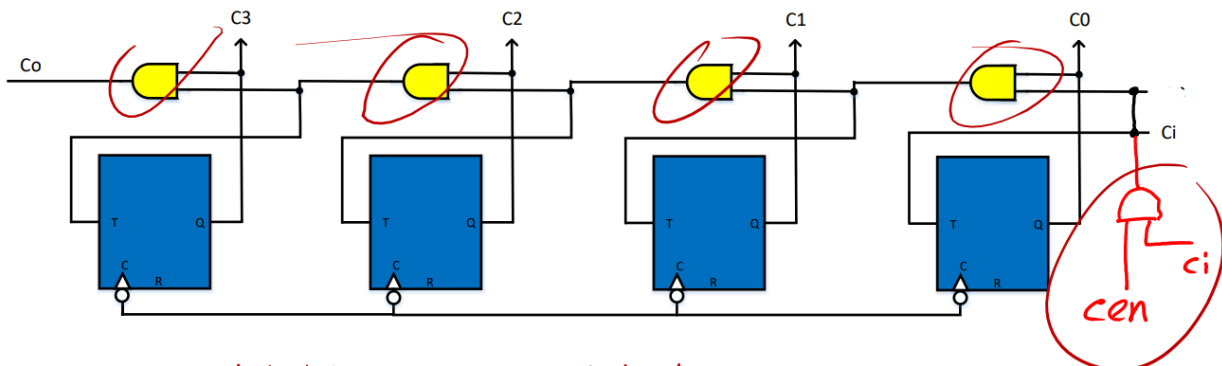 C3 C2 C1 C0
Co
Ci
T Q T Q T Q T Q
C R C R C R C R
ci
cen